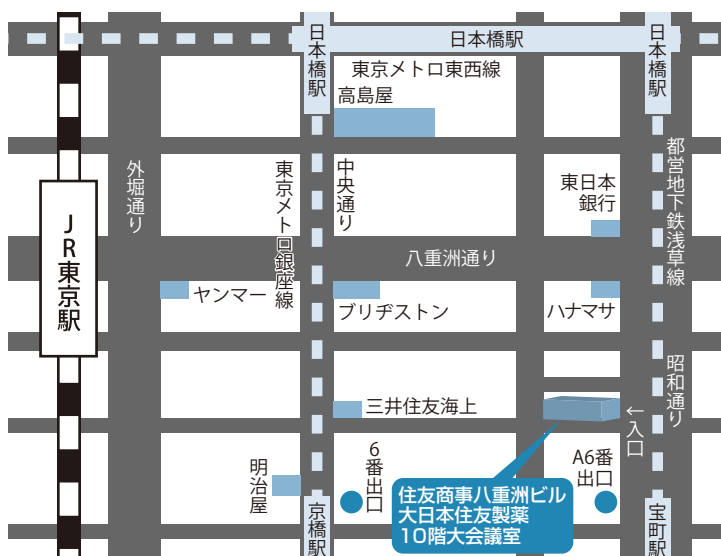 日本橋駅
日本橋駅
日本橋駅
東京メトロ東西線
高島屋
外堀通り
東京メトロ銀座線
中央通り
東日本
銀行
都営地下鉄浅草線
JR東京駅
八重洲通り
ヤンマー
ブリヂストン
ハナマサ
昭和通り
三井住友海上
←入口
明治屋
6番出口
A6番
出口
住友商事八重洲ビル
大日本住友製薬
10階大会議室
京橋駅
宝町駅